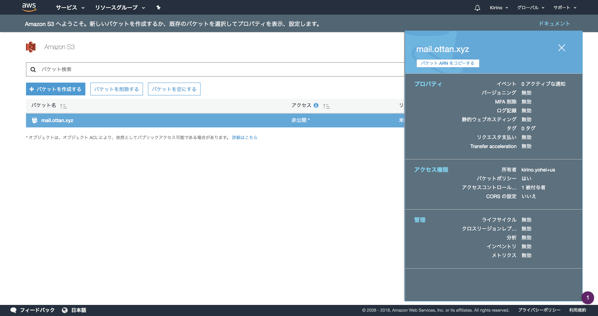 aws
サービス
リソースグループ
Kirino
グローバル
サポート
Amazon S3 へようこそ。新しいバケットを作成するか、既存のバケットを選択してプロパティを表示、設定します。
ドキュメント
Amazon S3
バケット検索
+ バケットを作成する
バケットを削除する
バケットを空にする
バケット名
アクセス
リ
mail.ottan.xyz
非公開 *
米
* オブジェクトは、オブジェクト ACL により、依然としてパブリックアクセス可能である場合があります。 詳細はこちら
mail.ottan.xyz
バケット ARN をコピーする
プロパティ
イベント 0 アクティブな通知
バージョニング 無効
MFA 削除 無効
ログ記録 無効
静的ウェブホスティング 無効
タグ 0 タグ
リクエスタ支払い 無効
Transfer acceleration 無効
アクセス権限
所有者 kirino.yohei+us
バケットポリシー はい
アクセスコントロール... 1 被付与者
CORS の設定 いいえ
管理
ライフサイクル 無効
クロスリージョンレプ... 無効
分析 無効
インベントリ 無効
メトリクス 無効
1
フィードバック
日本語
© 2008 - 2018, Amazon Web Services, Inc. or its affiliates. All rights reserved.
プライバシーポリシー
利用規約